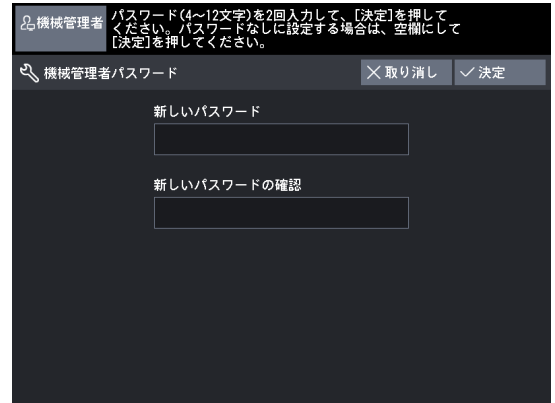 機械管理者
パスワード(4～12文字)を2回入力して、[決定]を押して
ください。パスワードなしに設定する場合は、空欄にして
[決定]を押してください。
機械管理者パスワード
取り消し
決定
新しいパスワード
新しいパスワードの確認